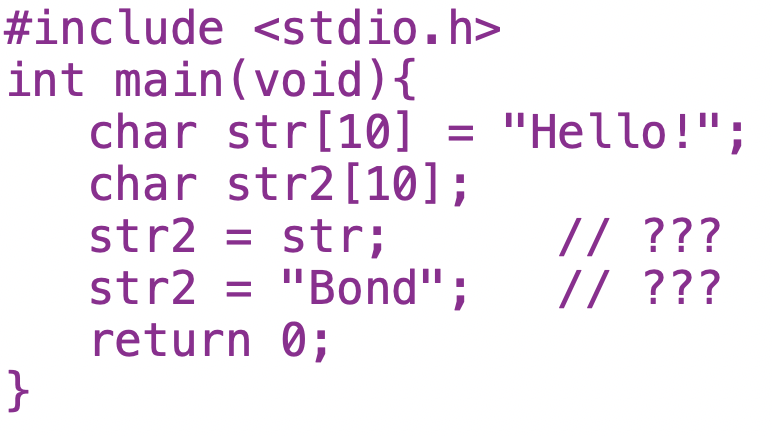 #include <stdio.h>
int main(void){
   char str[10] = "Hello!";
   char str2[10];
   str2 = str;      // ???
   str2 = "Bond";   // ???
   return 0;
}